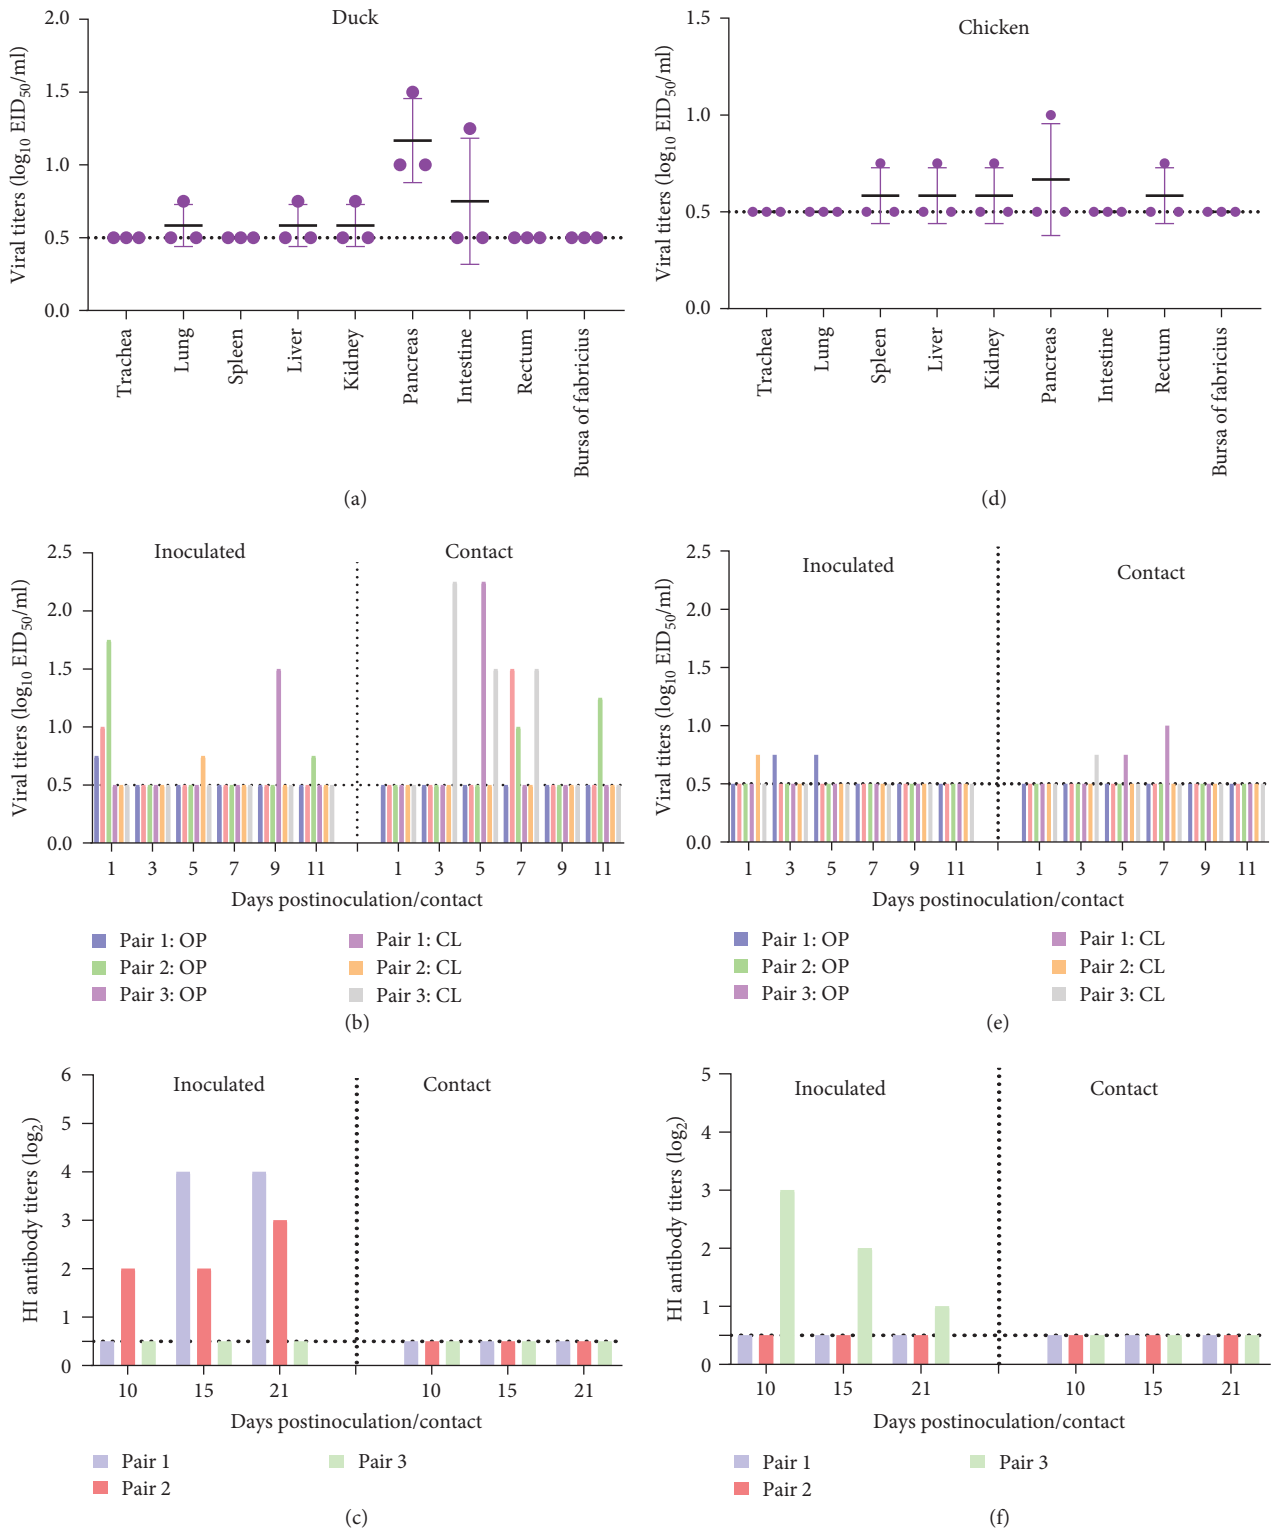 Duck
Viral titers (log10 EID50/ml)
2.0
1.5
1.0
0.5
0.0
Trachea
Lung
Spleen
Liver
Kidney
Pancreas
Intestine
Rectum
Bursa of fabricius
(a)
Chicken
Viral titers (log10 EID50/ml)
1.5
1.0
0.5
0.0
Trachea
Lung
Spleen
Liver
Kidney
Pancreas
Intestine
Rectum
Bursa of fabricius
(d)
Inoculated Contact
Viral titers (log10 EID50/ml)
2.5
2.0
1.5
1.0
0.5
0.0
1 3 5 7 9 11 1 3 5 7 9 11
Days postinoculation/contact
Pair 1: OP Pair 1: CL
Pair 2: OP Pair 2: CL
Pair 3: OP Pair 3: CL
(b)
Inoculated Contact
Viral titers (log10 EID50/ml)
2.5
2.0
1.5
1.0
0.5
0.0
1 3 5 7 9 11 1 3 5 7 9 11
Days postinoculation/contact
Pair 1: OP Pair 1: CL
Pair 2: OP Pair 2: CL
Pair 3: OP Pair 3: CL
(e)
Inoculated Contact
HI antibody titers (log2)
6
5
4
3
2
1
0
10 15 21 10 15 21
Days postinoculation/contact
Pair 1 Pair 3
Pair 2
(c)
Inoculated Contact
HI antibody titers (log2)
5
4
3
2
1
0
10 15 21 10 15 21
Days postinoculation/contact
Pair 1 Pair 3
Pair 2
(f)